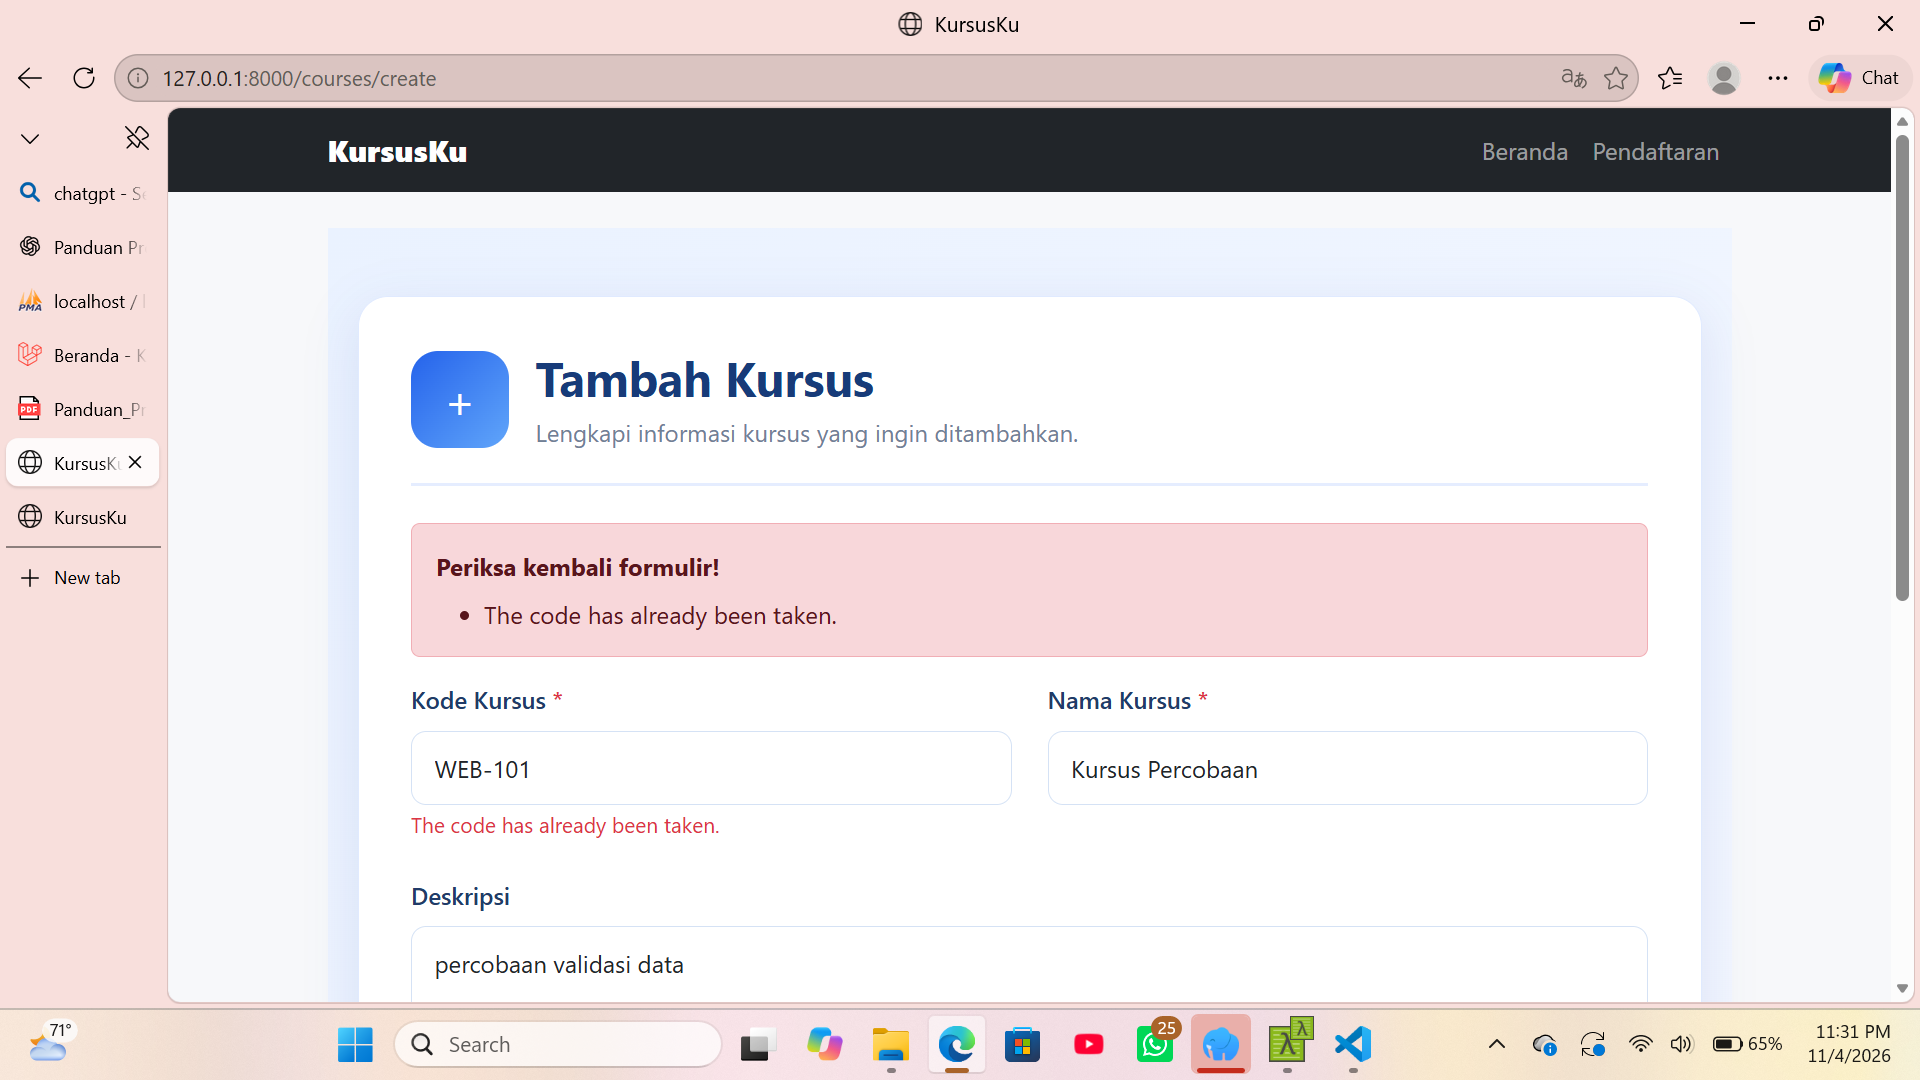 KursusKu
127.0.0.1:8000/courses/create
Chat
chatgpt - Se
Panduan Pr
localhost /
Beranda - K
Panduan_Pr
KursusKu
KursusKu
New tab
KursusKu
Beranda Pendaftaran
+
Tambah Kursus
Lengkapi informasi kursus yang ingin ditambahkan.
Periksa kembali formulir!
• The code has already been taken.
Kode Kursus *
Nama Kursus *
WEB-101
Kursus Percobaan
The code has already been taken.
Deskripsi
percobaan validasi data
71°
Search
25
65%
11:31 PM
11/4/2026